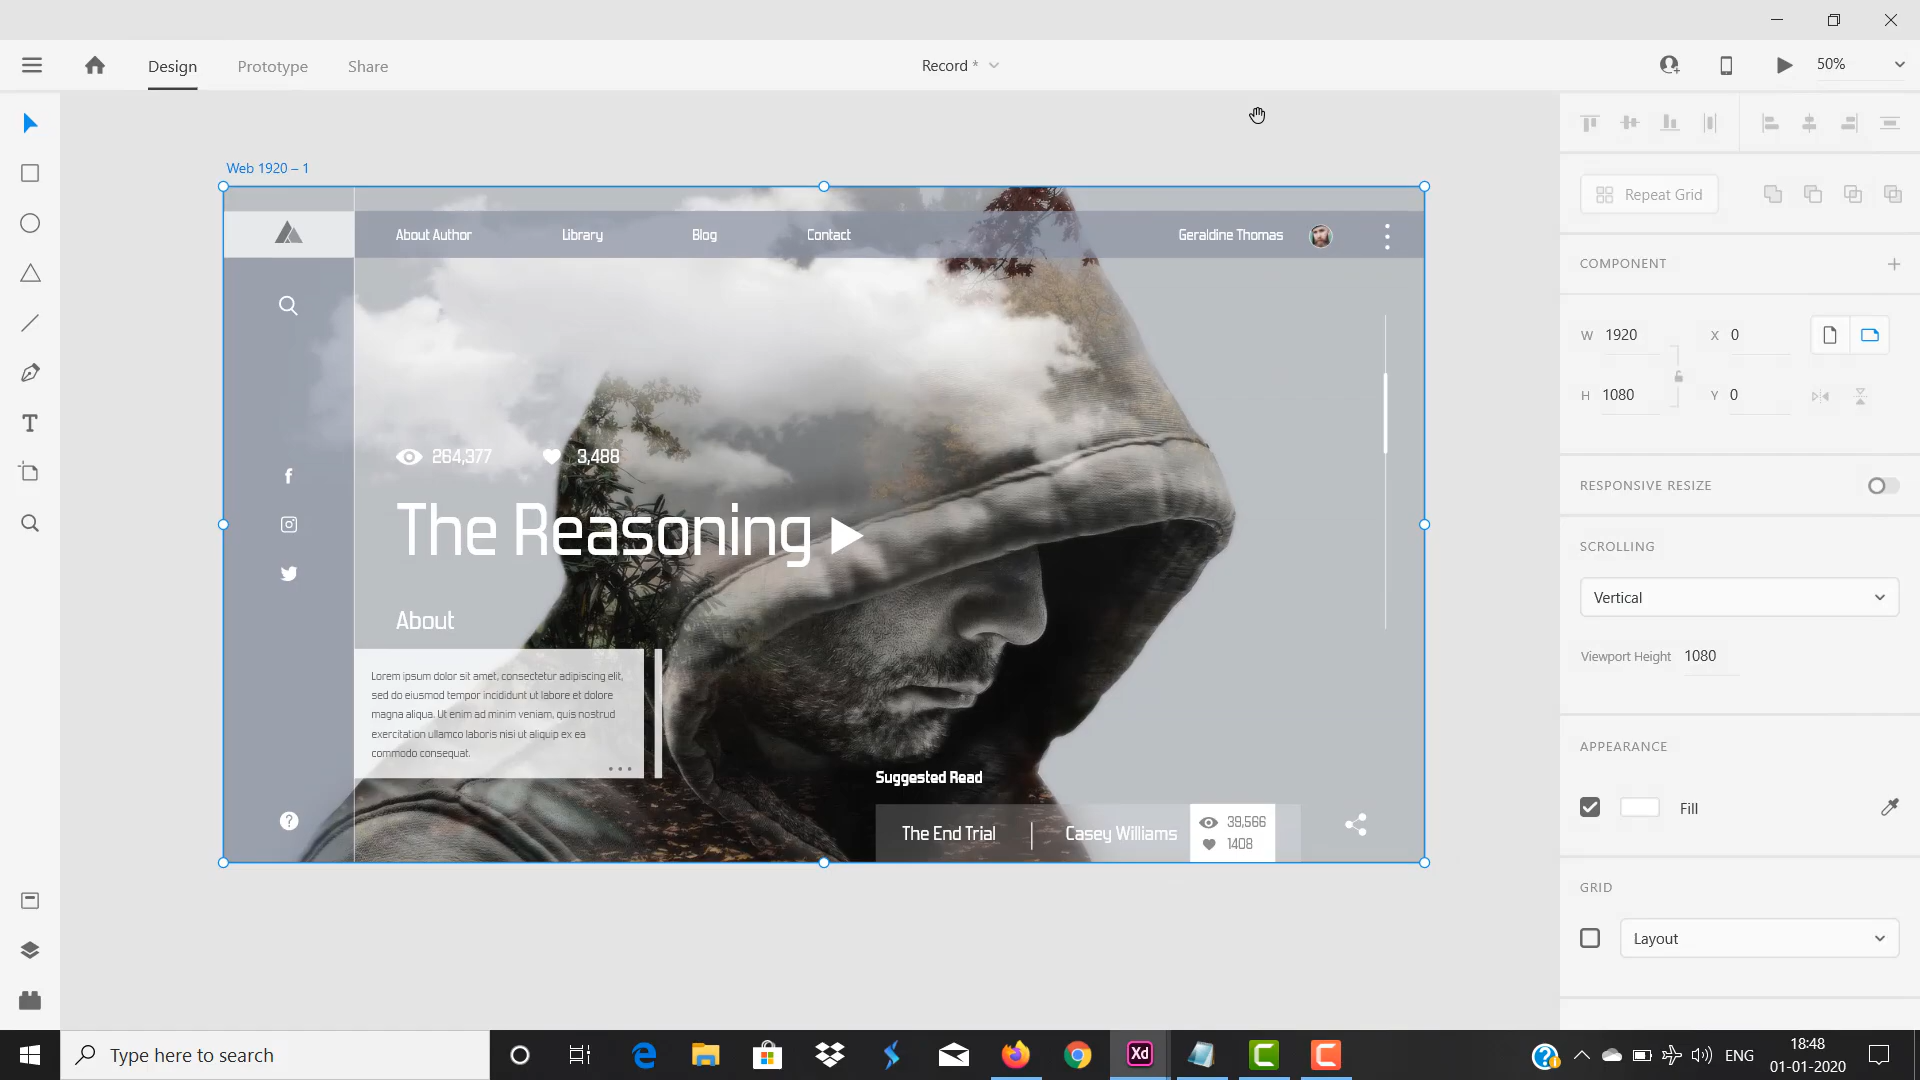 Design
Prototype
Share
Record *
50%
Web 1920 – 1
About Author
Library
Blog
Contact
Geraldine Thomas
264,377
3,488
The Reasoning
About
Lorem ipsum dolor sit amet, consectetur adipiscing elit,
sed do eiusmod tempor incididunt ut labore et dolore
magna aliqua. Ut enim ad minim veniam, quis nostrud
exercitation ullamco laboris nisi ut aliquip ex ea
commodo consequat.
Suggested Read
The End Trial
Casey Williams
39,566
1408
?
Repeat Grid
COMPONENT
W 1920
X 0
H 1080
Y 0
RESPONSIVE RESIZE
SCROLLING
Vertical
Viewport Height 1080
APPEARANCE
Fill
GRID
Layout
Type here to search
Xd
ENG
18:48
01-01-2020